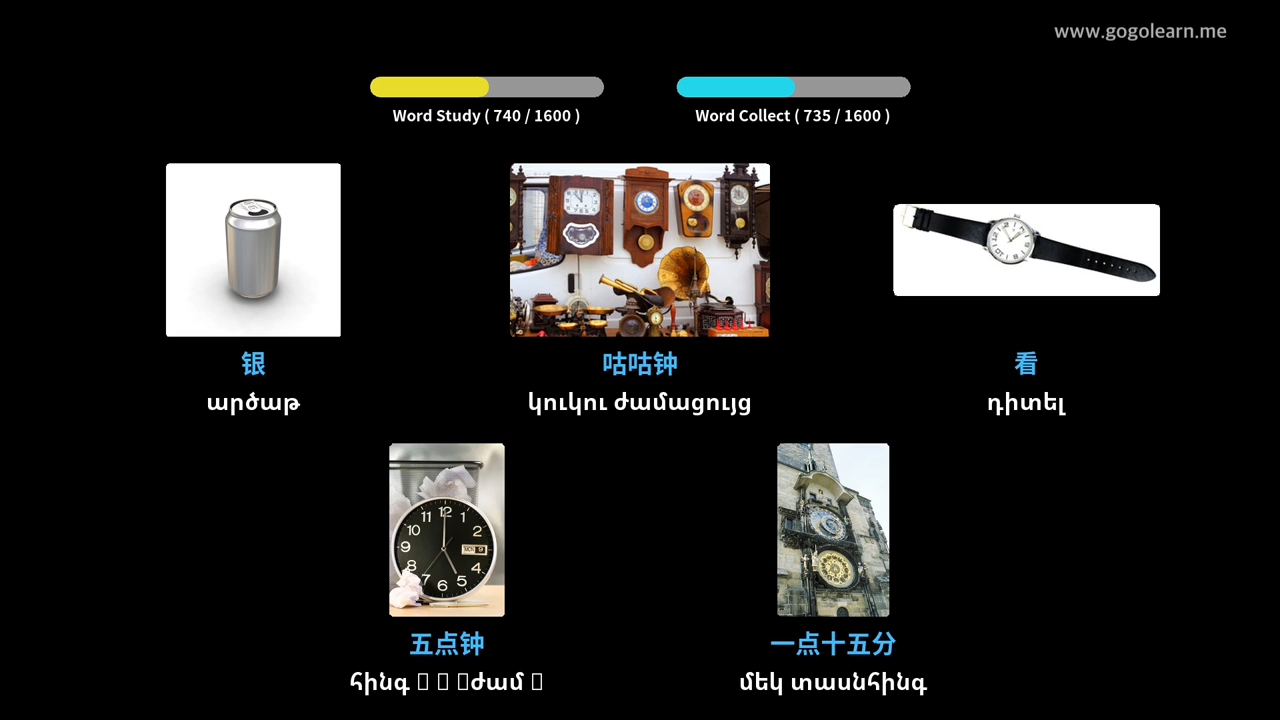 www.gogolearn.me
Word Study ( 740 / 1600 )
Word Collect ( 735 / 1600 )
银
արծաթ
咕咕钟
կուկու ժամացույց
看
դիտել
五点钟
հինգ ժամ
一点十五分
մեկ տասնհինգ